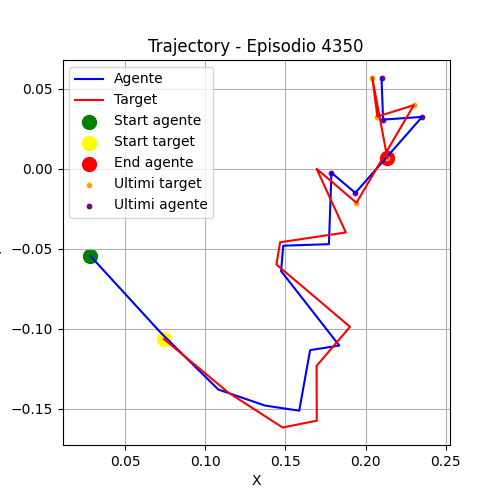 Trajectory - Episodio 4350
Agente
Target
Start agente
Start target
End agente
Ultimi target
Ultimi agente
0.05
0.00
−0.05
−0.10
−0.15
0.05
0.10
0.15
0.20
0.25
X